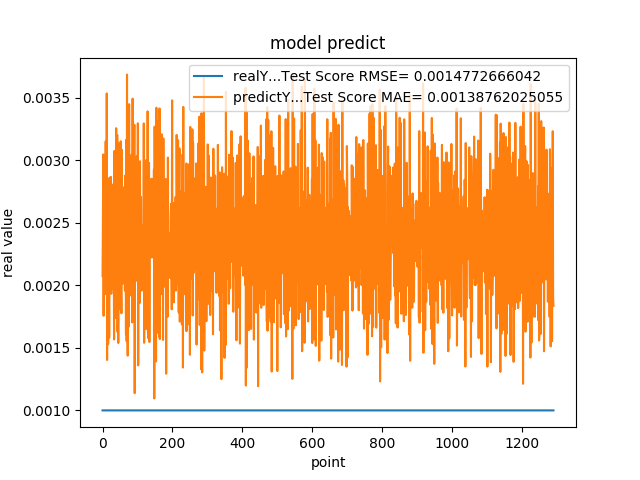 model predict
realY...Test Score RMSE= 0.0014772666042
predictY...Test Score MAE= 0.00138762025055
0.0035
0.0030
0.0025
0.0020
0.0015
0.0010
real value
0 200 400 600 800 1000 1200
point